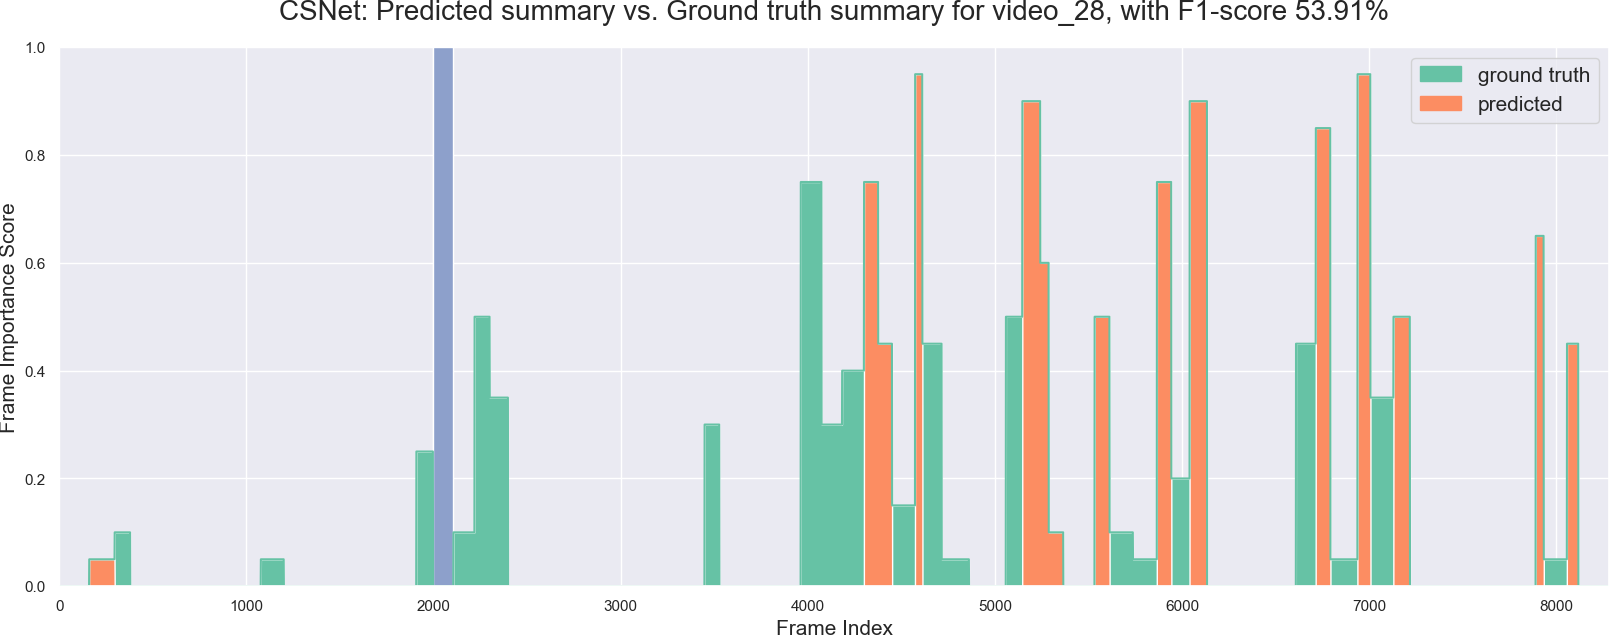 CSNet: Predicted summary vs. Ground truth summary for video_28, with F1-score 53.91%
1.0
ground truth
predicted
0.8
0.6
0.4
0.2
0.0
Frame Importance Score
0 1000 2000 3000 4000 5000 6000 7000 8000
Frame Index